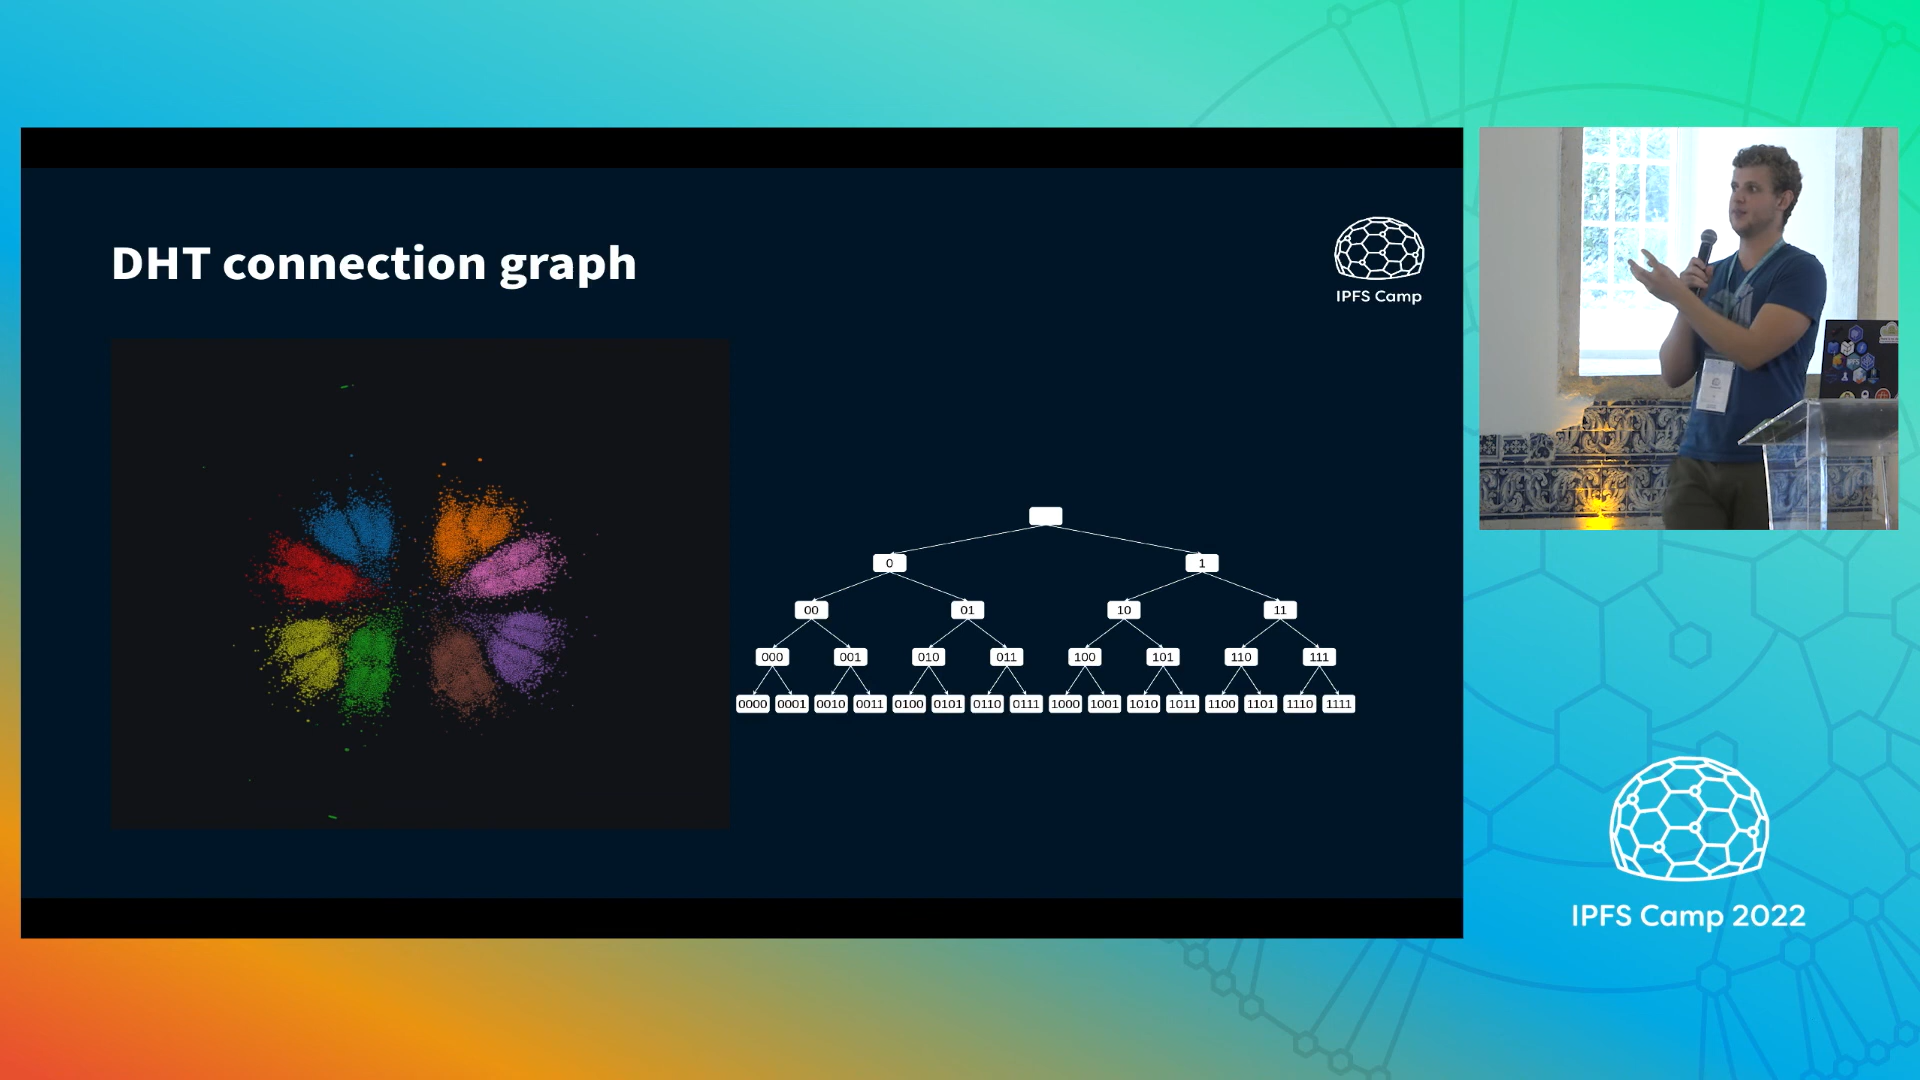 DHT connection graph
IPFS Camp
0 1
00 01 10 11
000 001 010 011 100 101 110 111
0000 0001 0010 0011 0100 0101 0110 0111 1000 1001 1010 1011 1100 1101 1110 1111
IPFS
IPFS Camp 2022